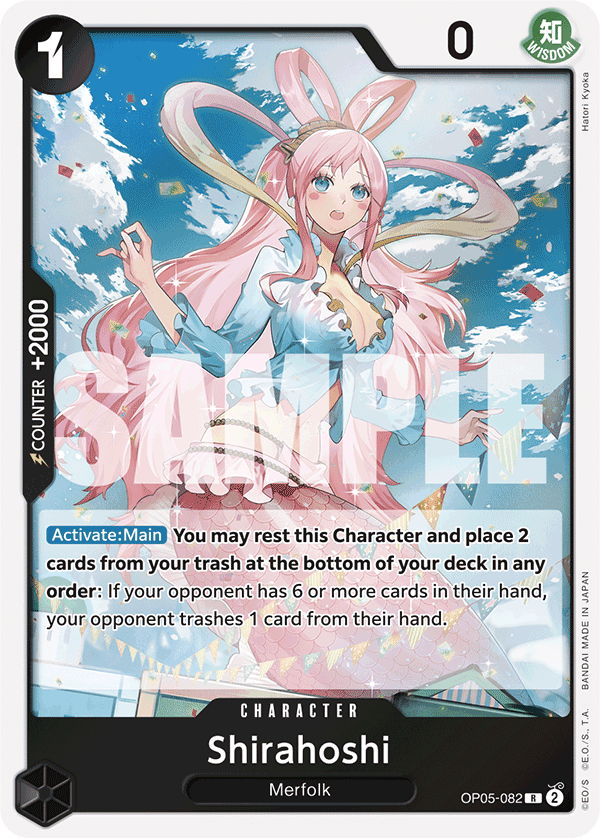 1
0
知
WISDOM
Hatori Kyoka
COUNTER +2000
SAMPLE
Activate:Main You may rest this Character and place 2
cards from your trash at the bottom of your deck in any
order: If your opponent has 6 or more cards in their hand,
your opponent trashes 1 card from their hand.
CHARACTER
Shirahoshi
Merfolk
OP05-082 R 2
©EO/S ©E.O./S., T.A. BANDAI MADE IN JAPAN